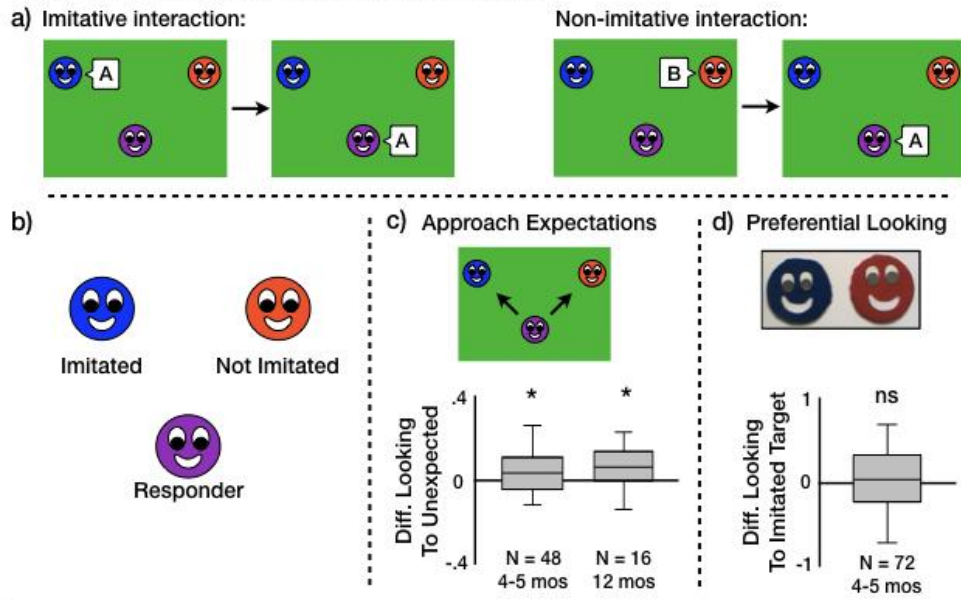 a) Imitative interaction:
Non-imitative interaction:
A
A
B
A
b)
Imitated
Not Imitated
Responder
c) Approach Expectations
Diff. Looking
To Unexpected
.4
0
-.4
*
*
N = 48
4-5 mos
N = 16
12 mos
d) Preferential Looking
Diff. Looking
To Imitated Target
1
0
-1
ns
N = 72
4-5 mos